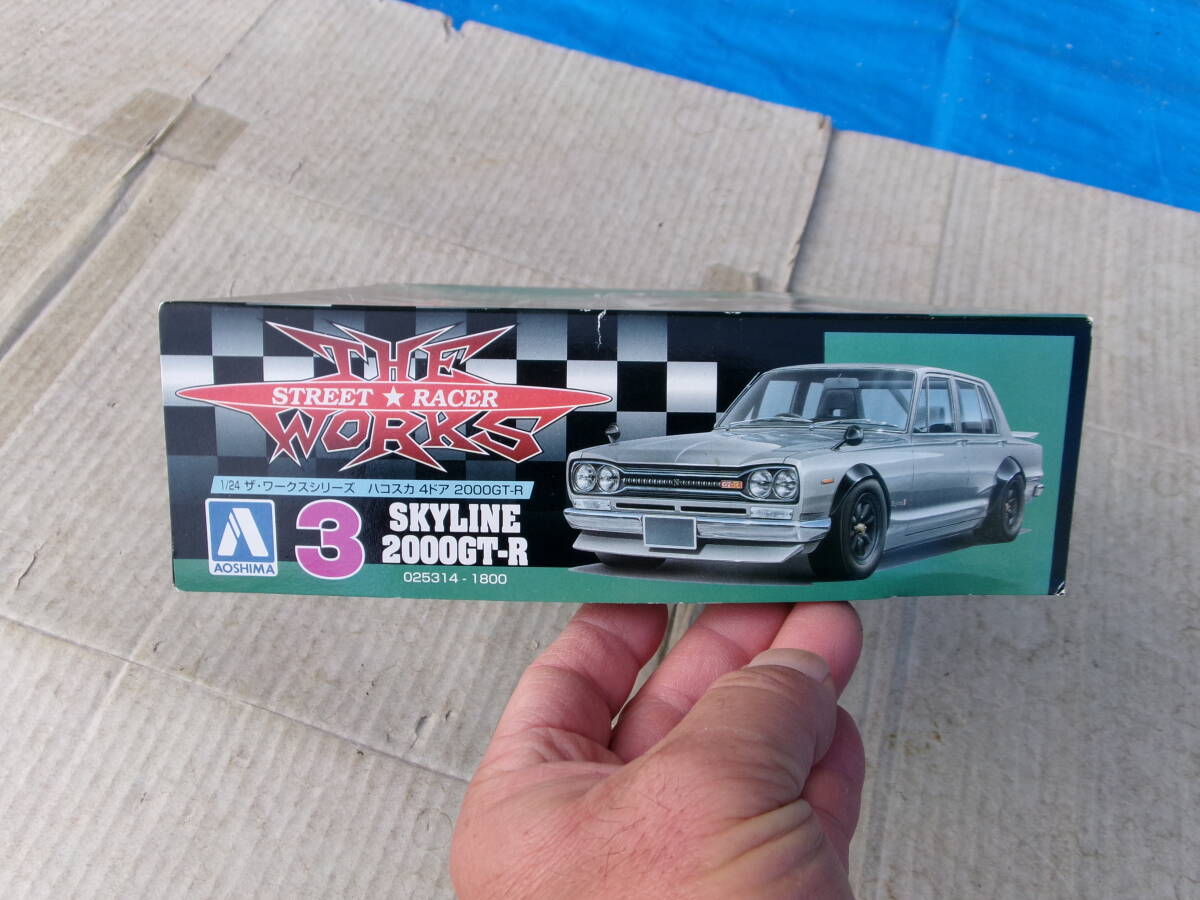 THE
STREET★RACER
WORKS
1/24 ザ・ワークスシリーズ ハコスカ 4ドア 2000GT-R
AOSHIMA
3
SKYLINE
2000GT-R
025314-1800